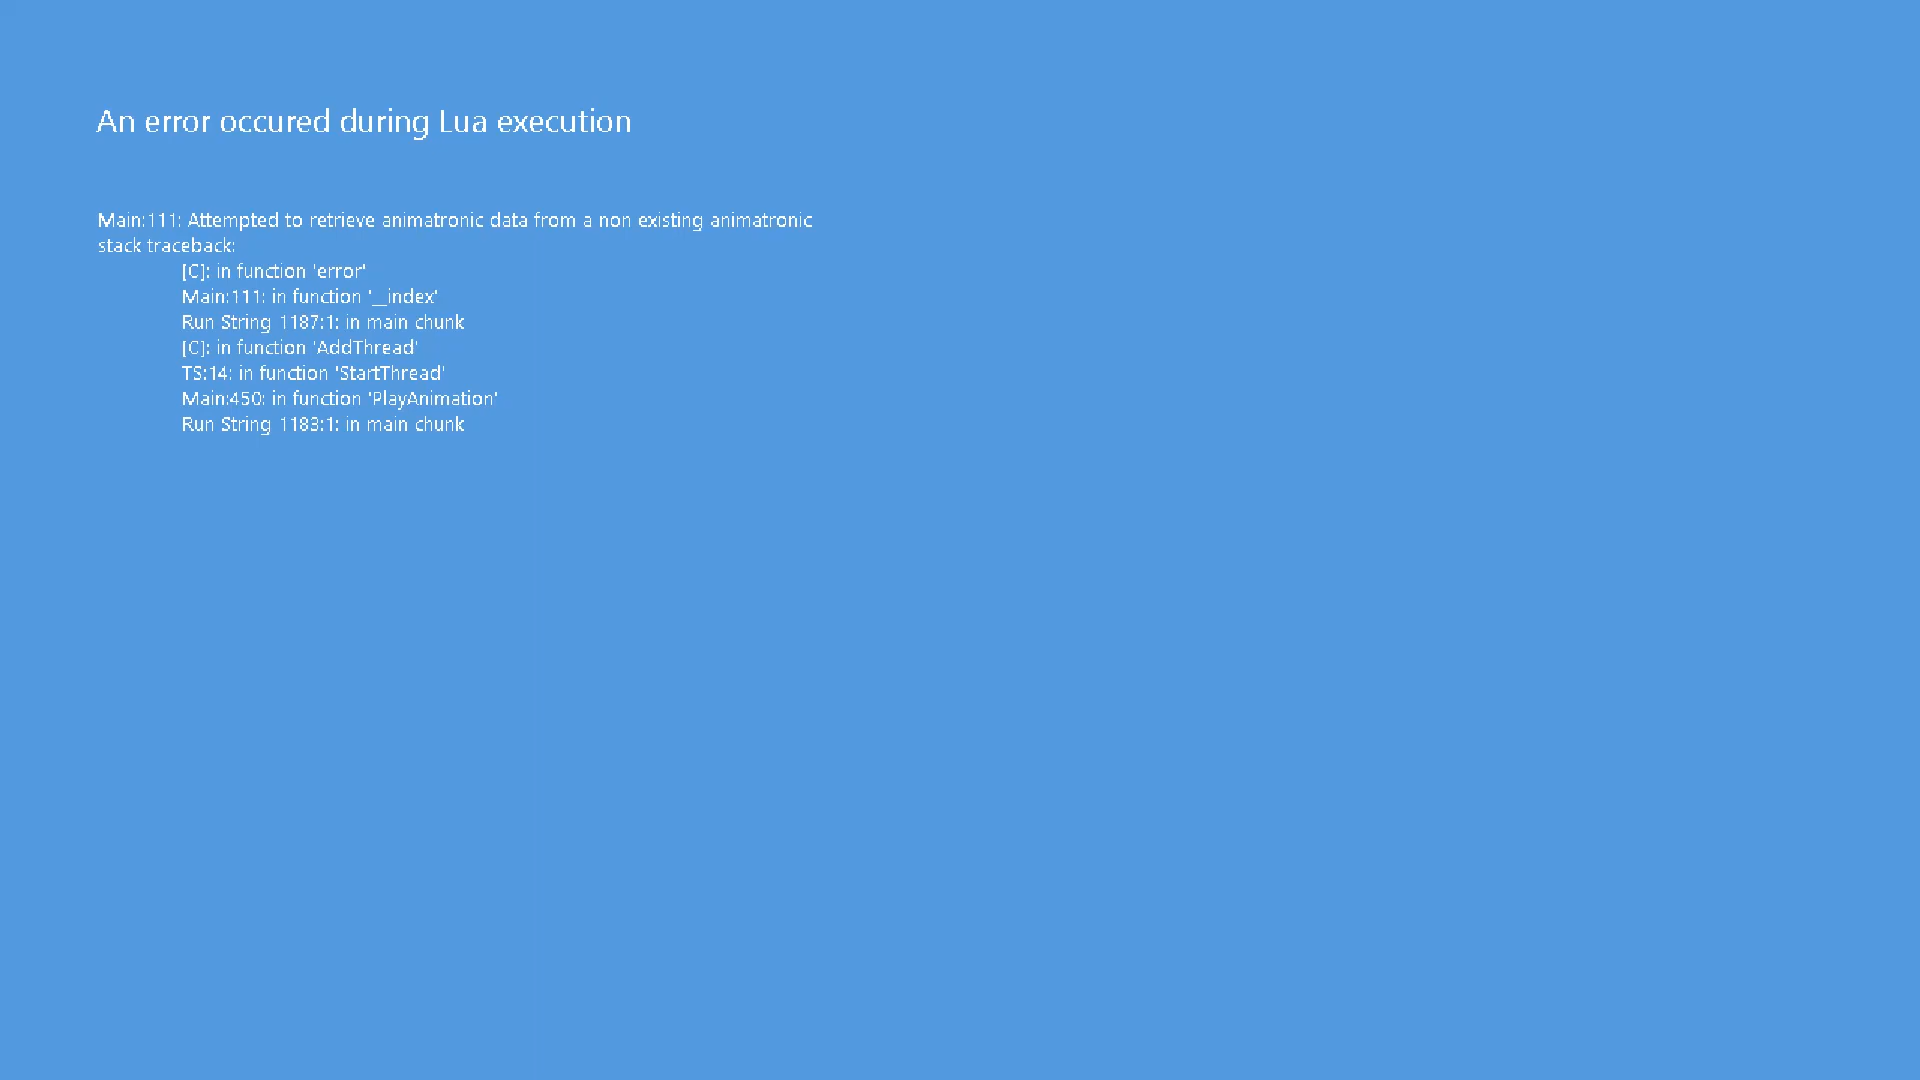 An error occured during Lua execution
Main:111: Attempted to retrieve animatronic data from a non existing animatronic
stack traceback:
[C]: in function 'error'
Main:111: in function '__index'
Run String 1187:1: in main chunk
[C]: in function 'AddThread'
TS:14: in function 'StartThread'
Main:450: in function 'PlayAnimation'
Run String 1183:1: in main chunk